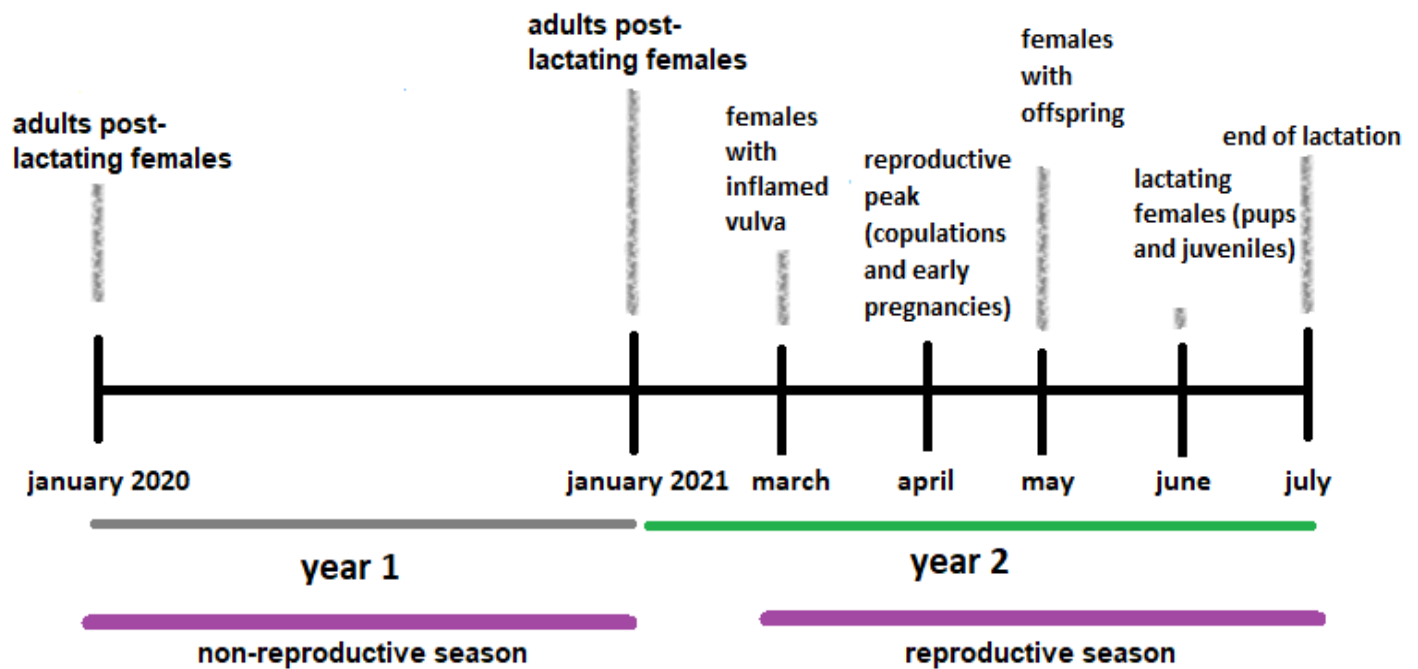 adults post-
lactating females
adults post-
lactating females
females
with
inflamed
vulva
reproductive
peak
(copulations
and early
pregnancies)
females
with
offspring
lactating
females (pups
and juveniles)
end of lactation
january 2020
january 2021
march
april
may
june
july
year 1
year 2
non-reproductive season
reproductive season